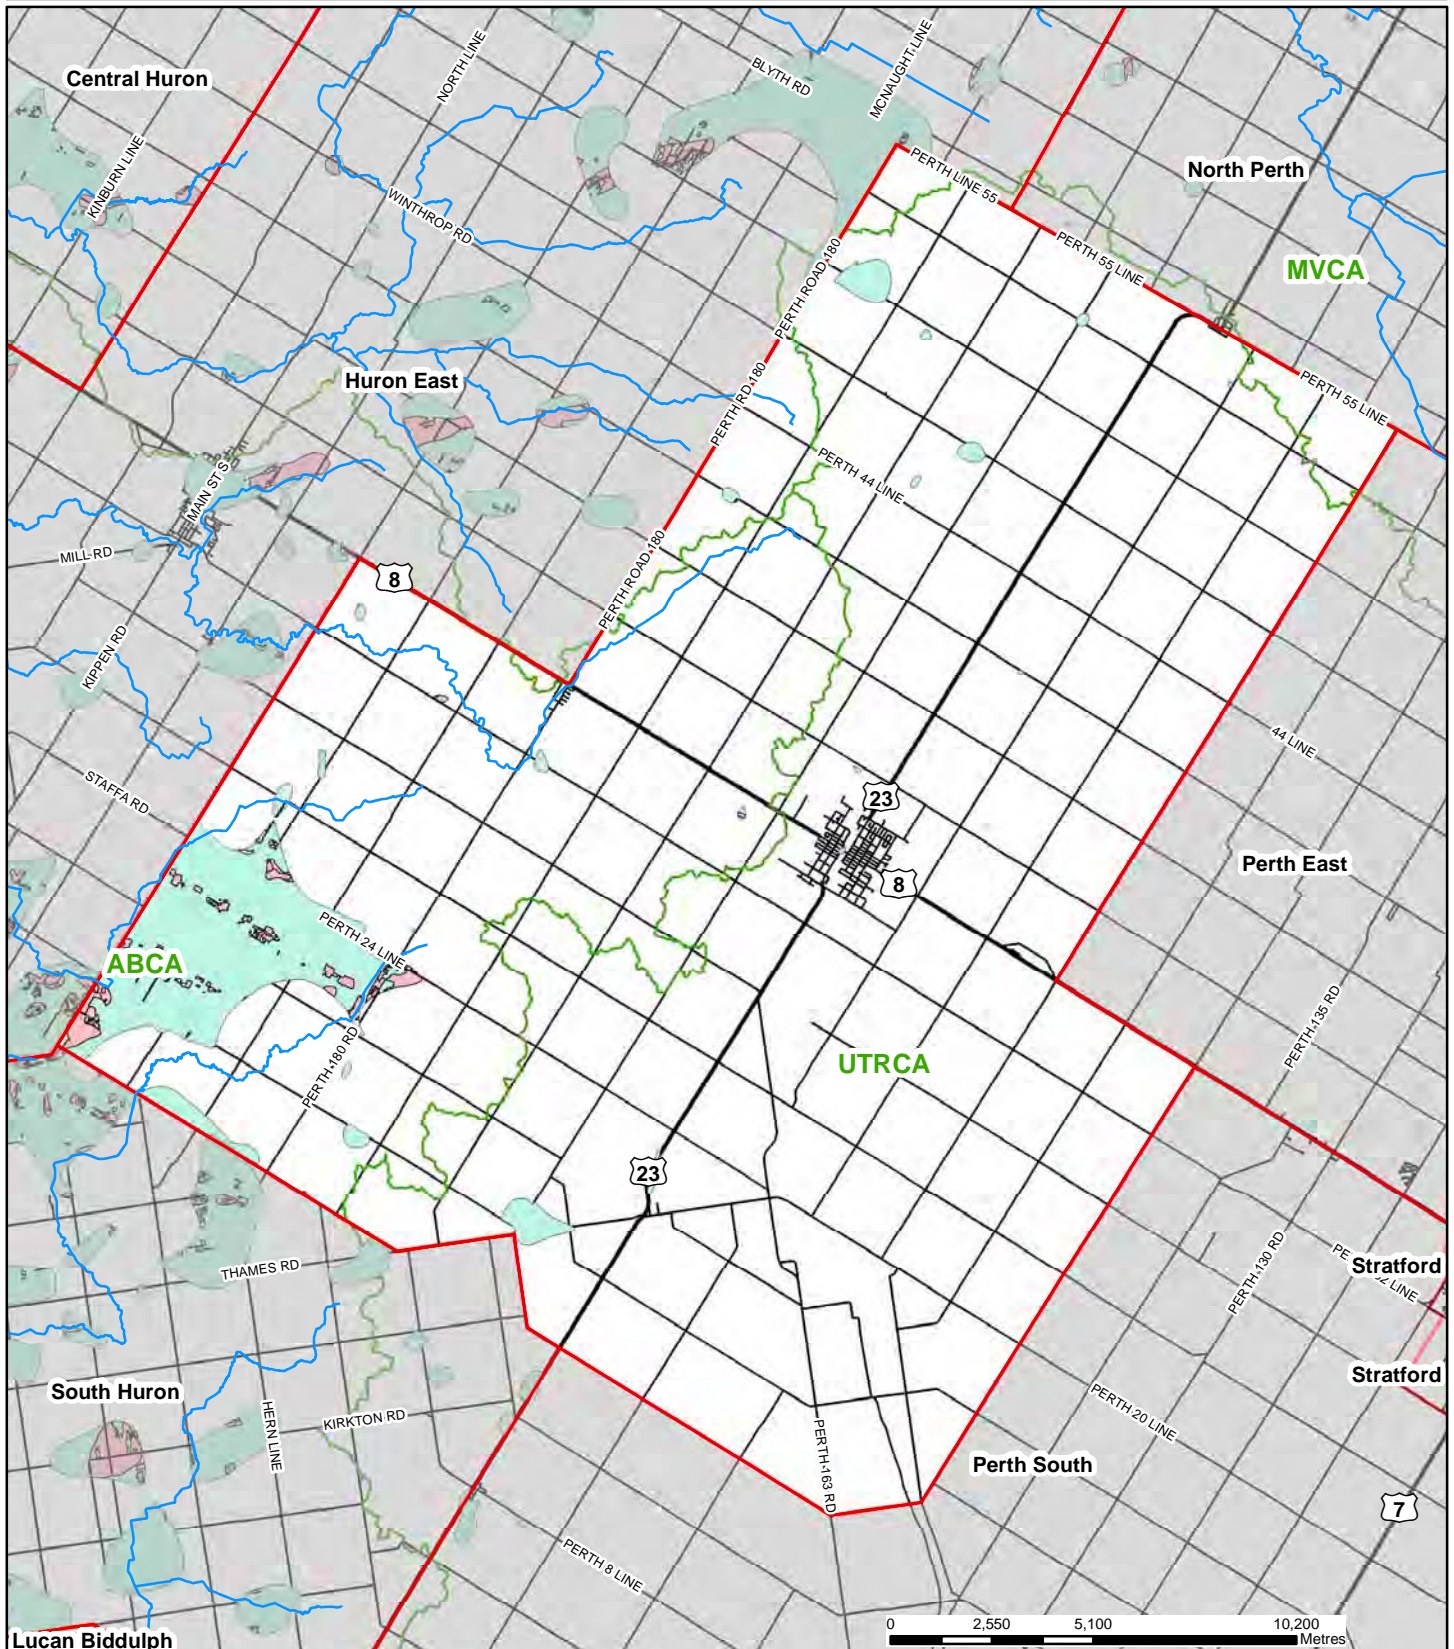 Central Huron
NORTH LINE
BLYTH RD
MCNAUGHT LINE
KINBURN LINE
WINTHROP RD
PERTH LINE 55
North Perth
PERTH 55 LINE
MVCA
PERTH ROAD 180
PERTH 55 LINE
Huron East
PERTH RD 180
PERTH 44 LINE
MAIN ST S
MILL RD
8
PERTH ROAD 180
KIPPEN RD
44 LINE
STAFFA RD
23
Perth East
8
PERTH 24 LINE
ABCA
PERTH 135 RD
UTRCA
PERTH 180 RD
23
THAMES RD
PERTH 130 RD
Stratford
South Huron
HERN LINE
KIRKTON RD
Stratford
PERTH 20 LINE
PERTH 163 RD
Perth South
7
PERTH 8 LINE
0 2,550 5,100 10,200
Metres
Lucan Biddulph